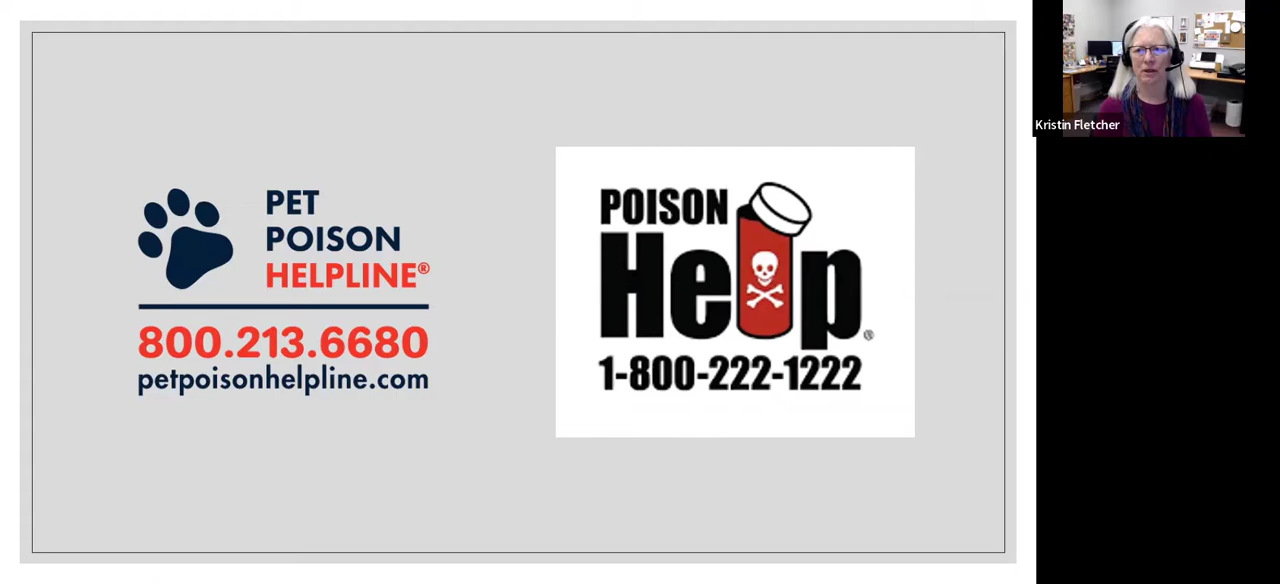 PET
POISON
HELPLINE®
800.213.6680
petpoisonhelpline.com
POISON
Help®
1-800-222-1222
Kristin Fletcher